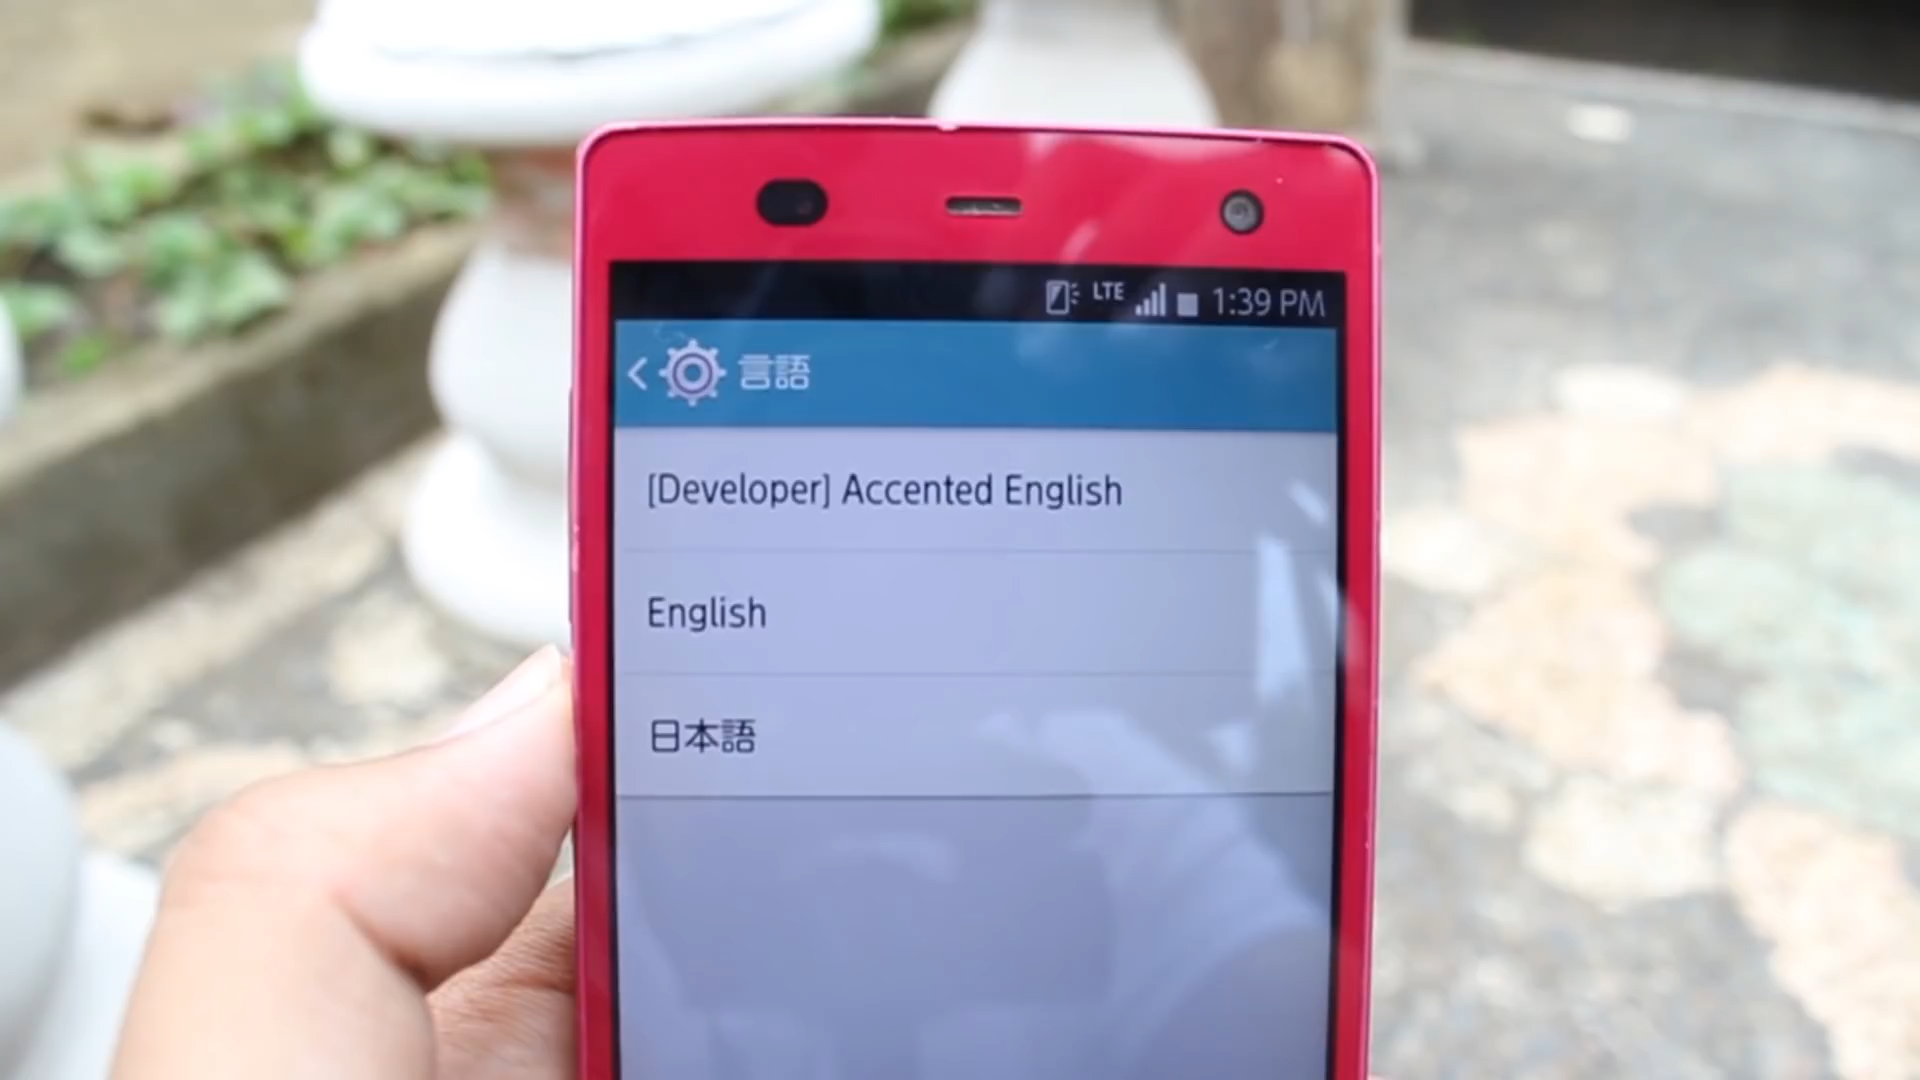 LTE 1:39 PM
言語
[Developer] Accented English
English
日本語